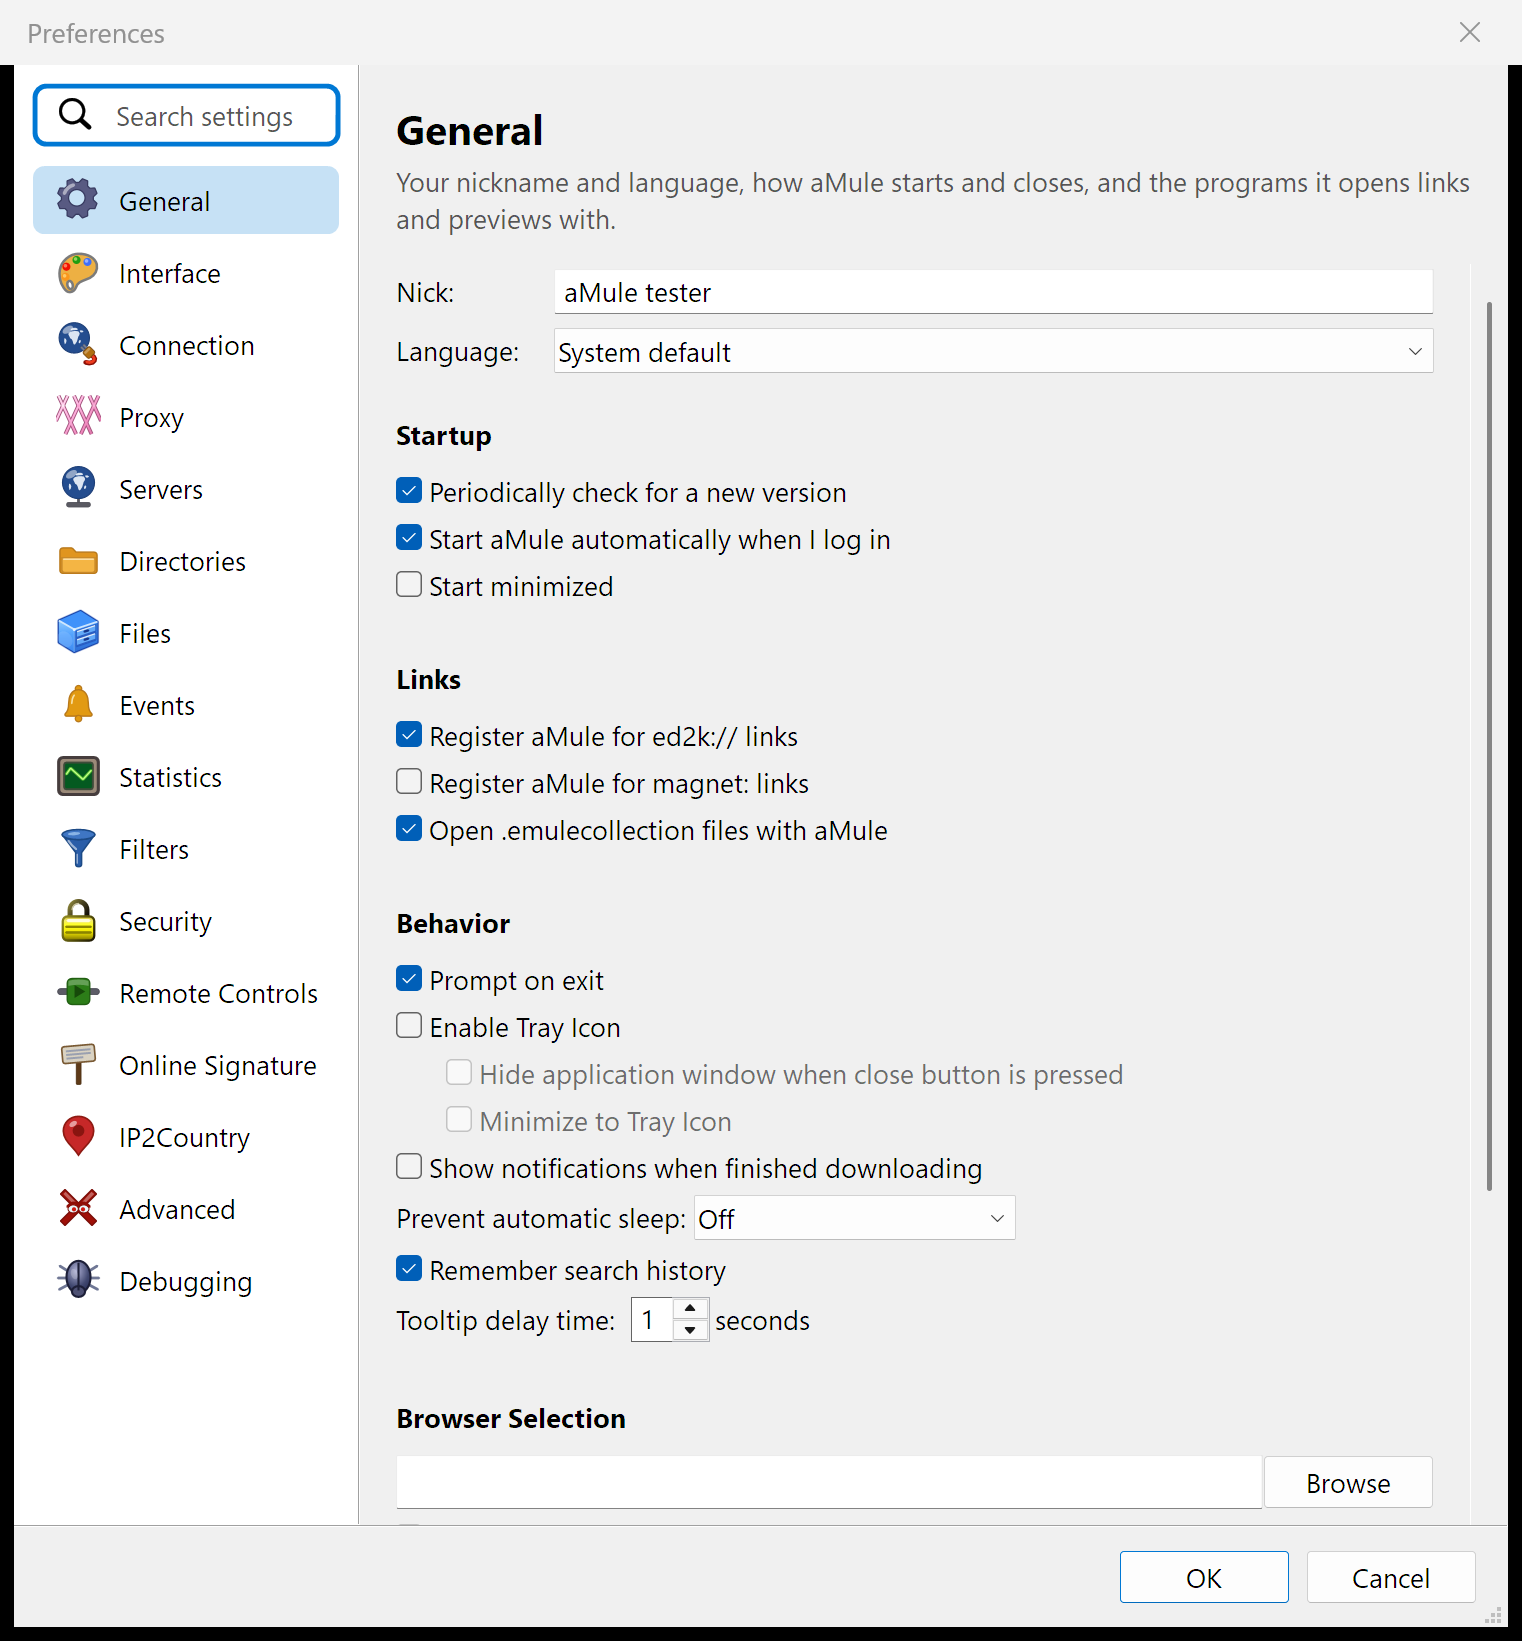 Preferences
Search settings
General
Interface
Connection
Proxy
Servers
Directories
Files
Events
Statistics
Filters
Security
Remote Controls
Online Signature
IP2Country
Advanced
Debugging
General
Your nickname and language, how aMule starts and closes, and the programs it opens links
and previews with.
Nick: aMule tester
Language: System default
Startup
Periodically check for a new version
Start aMule automatically when I log in
Start minimized
Links
Register aMule for ed2k:// links
Register aMule for magnet: links
Open .emulecollection files with aMule
Behavior
Prompt on exit
Enable Tray Icon
Hide application window when close button is pressed
Minimize to Tray Icon
Show notifications when finished downloading
Prevent automatic sleep: Off
Remember search history
Tooltip delay time: 1 seconds
Browser Selection
Browse
OK Cancel